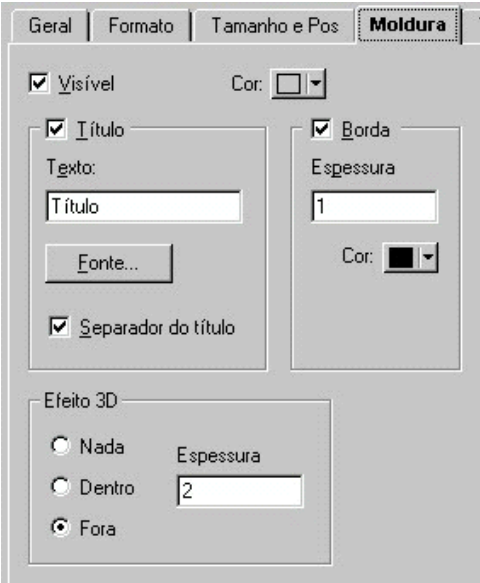 Geral Formato Tamanho e Pos Moldura
Visível Cor:
Título Borda
Texto: Espessura
Título 1
Fonte... Cor:
Separador do título
Efeito 3D
Nada Espessura
Dentro 2
Fora